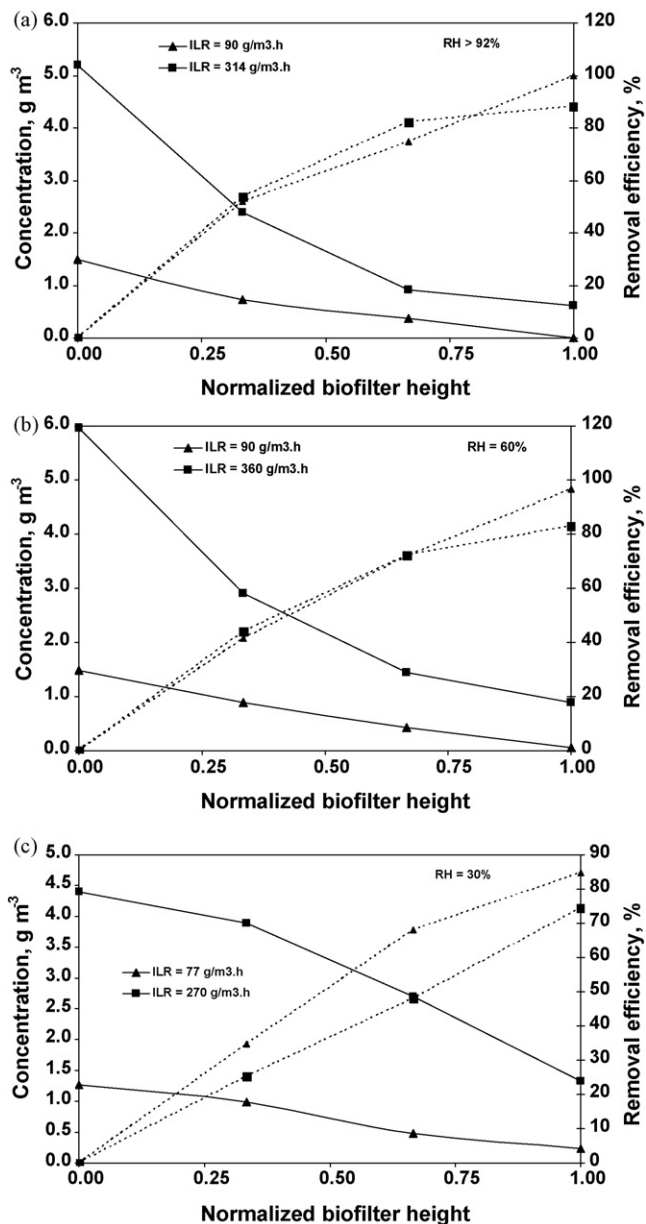 (a)
ILR = 90 g/m3.h
ILR = 314 g/m3.h
RH > 92%
Concentration, g m-3
6.0
5.0
4.0
3.0
2.0
1.0
0.0
Removal efficiency, %
120
100
80
60
40
20
0
0.00 0.25 0.50 0.75 1.00
Normalized biofilter height
(b)
ILR = 90 g/m3.h
ILR = 360 g/m3.h
RH = 60%
Concentration, g m-3
6.0
5.0
4.0
3.0
2.0
1.0
0.0
Removal efficiency, %
120
100
80
60
40
20
0
0.00 0.25 0.50 0.75 1.00
Normalized biofilter height
(c)
RH = 30%
ILR = 77 g/m3.h
ILR = 270 g/m3.h
Concentration, g m-3
5.0
4.5
4.0
3.5
3.0
2.5
2.0
1.5
1.0
0.5
0.0
Removal efficiency, %
90
80
70
60
50
40
30
20
10
0
0.00 0.25 0.50 0.75 1.00
Normalized biofilter height